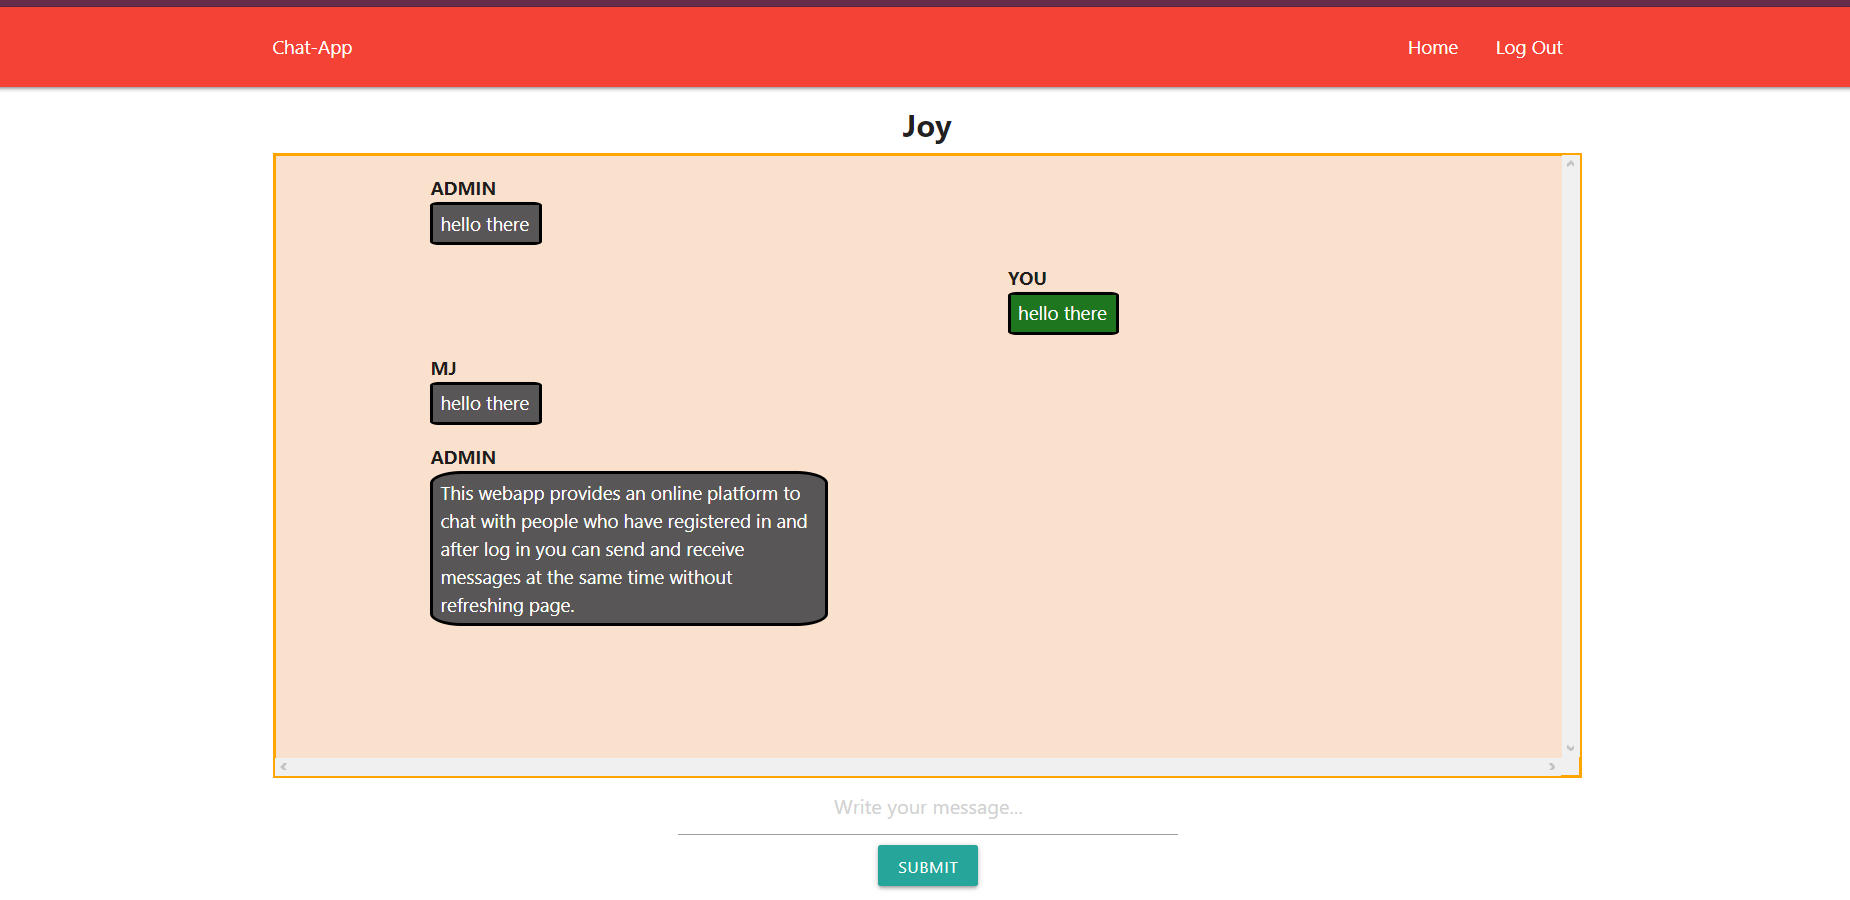 Chat-App
Home
Log Out
Joy
ADMIN
hello there
YOU
hello there
MJ
hello there
ADMIN
This webapp provides an online platform to
chat with people who have registered in and
after log in you can send and receive
messages at the same time without
refreshing page.
Write your message...
SUBMIT